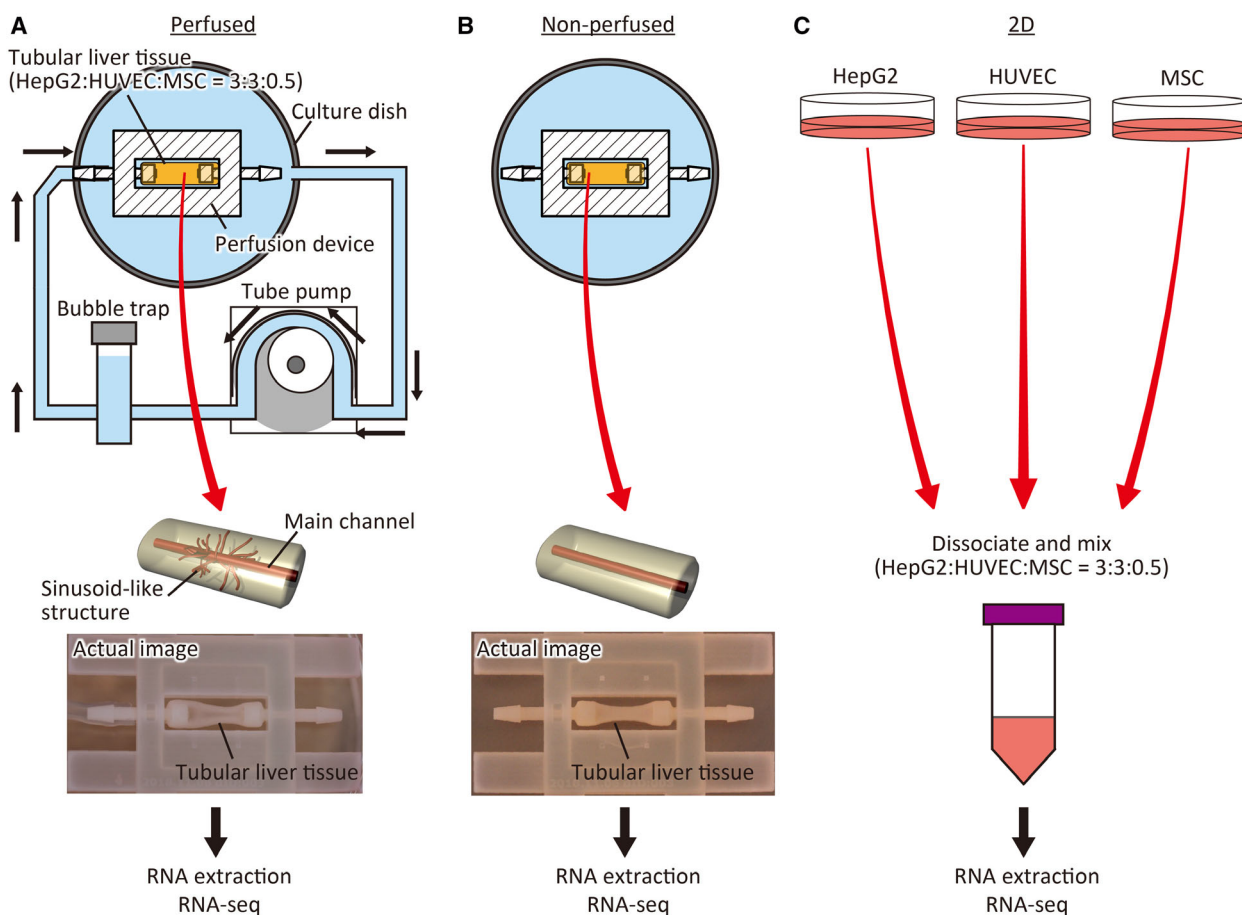 A
Perfused
Tubular liver tissue
(HepG2:HUVEC:MSC = 3:3:0.5)
Culture dish
Perfusion device
Bubble trap
Tube pump
Main channel
Sinusoid-like
structure
Actual image
Tubular liver tissue
RNA extraction
RNA-seq
B
Non-perfused
Actual image
Tubular liver tissue
RNA extraction
RNA-seq
C
2D
HepG2
HUVEC
MSC
Dissociate and mix
(HepG2:HUVEC:MSC = 3:3:0.5)
RNA extraction
RNA-seq